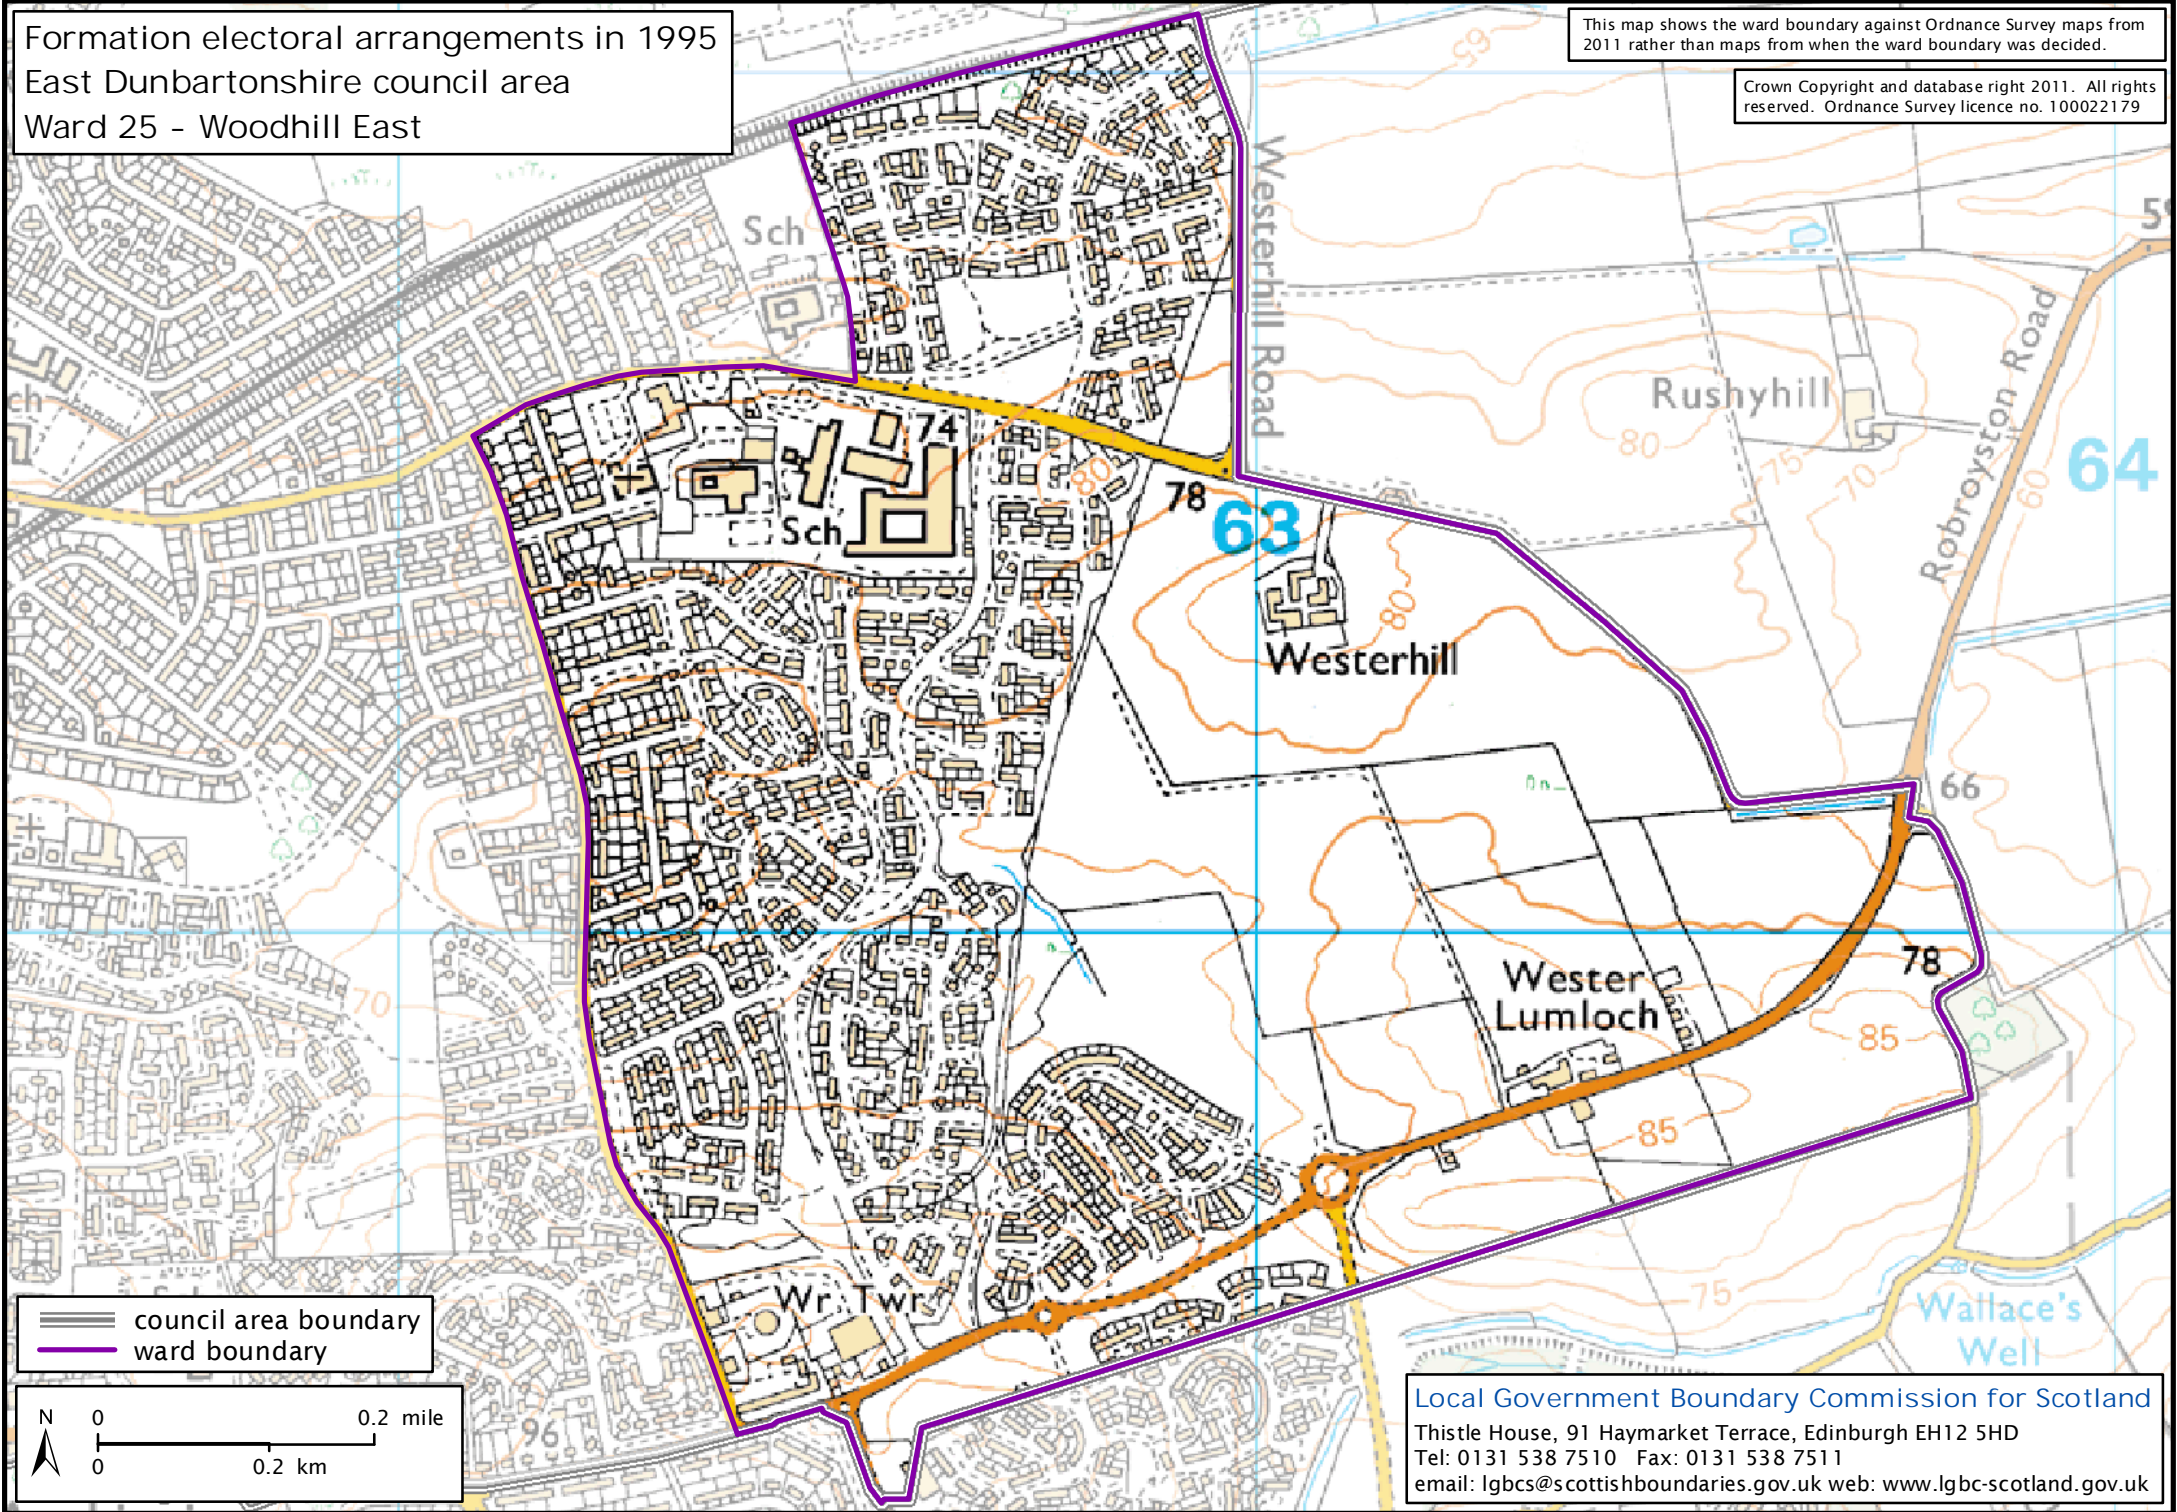 Formation electoral arrangements in 1995
East Dunbartonshire council area
Ward 25 – Woodhill East
This map shows the ward boundary against Ordnance Survey maps from
2011 rather than maps from when the ward boundary was decided.
Crown Copyright and database right 2011. All rights
reserved. Ordnance Survey licence no. 100022179
65
Sch
Westerhill Road
59
Rushyhill
Robroyston Road
80
75
70
60
64
ch
74
80
78
63
Sch
80
Westerhill
66
78
70
Wester
Lumloch
85
85
75
Wr Twr
Wallace's
Well
96
council area boundary
ward boundary
N
0
0.2 mile
0
0.2 km
Local Government Boundary Commission for Scotland
Thistle House, 91 Haymarket Terrace, Edinburgh EH12 5HD
Tel: 0131 538 7510 Fax: 0131 538 7511
email: lgbcs@scottishboundaries.gov.uk web: www.lgbc-scotland.gov.uk